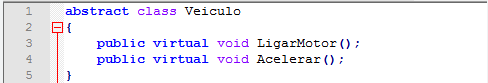 1 abstract class Veiculo
2 {
3 public virtual void LigarMotor();
4 public virtual void Acelerar();
5 }